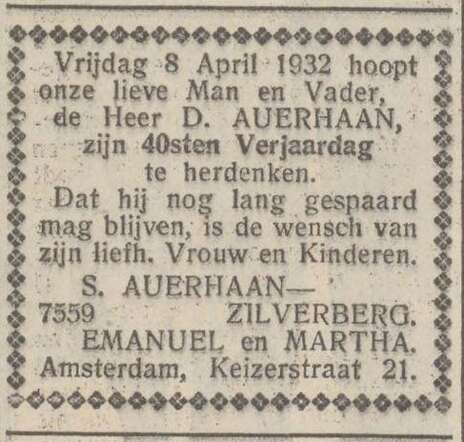 Vrijdag 8 April 1932 hoopt
onze lieve Man en Vader,
de Heer D. AUERHAAN,
zijn 40sten Verjaardag
te herdenken.
Dat hij nog lang gespaard
mag blijven, is de wensch van
zijn liefh. Vrouw en Kinderen.
S. AUERHAAN—
7559 ZILVERBERG.
EMANUEL en MARTHA.
Amsterdam, Keizerstraat 21.